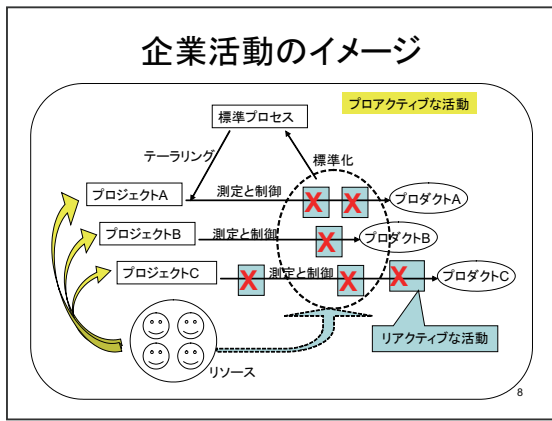 企業活動のイメージ
プロアクティブな活動
標準プロセス
テーラリング
標準化
プロジェクトA
測定と制御
X
X
プロダクトA
プロジェクトB
測定と制御
X
プロダクトB
プロジェクトC
X
測定と制御
X
X
プロダクトC
リアクティブな活動
リソース
8